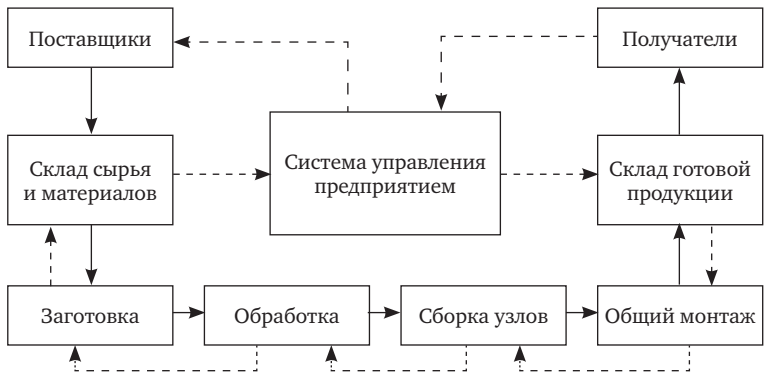 Поставщики
Получатели
Склад сырья
и материалов
Система управления
предприятием
Склад готовой
продукции
Заготовка
Обработка
Сборка узлов
Общий монтаж